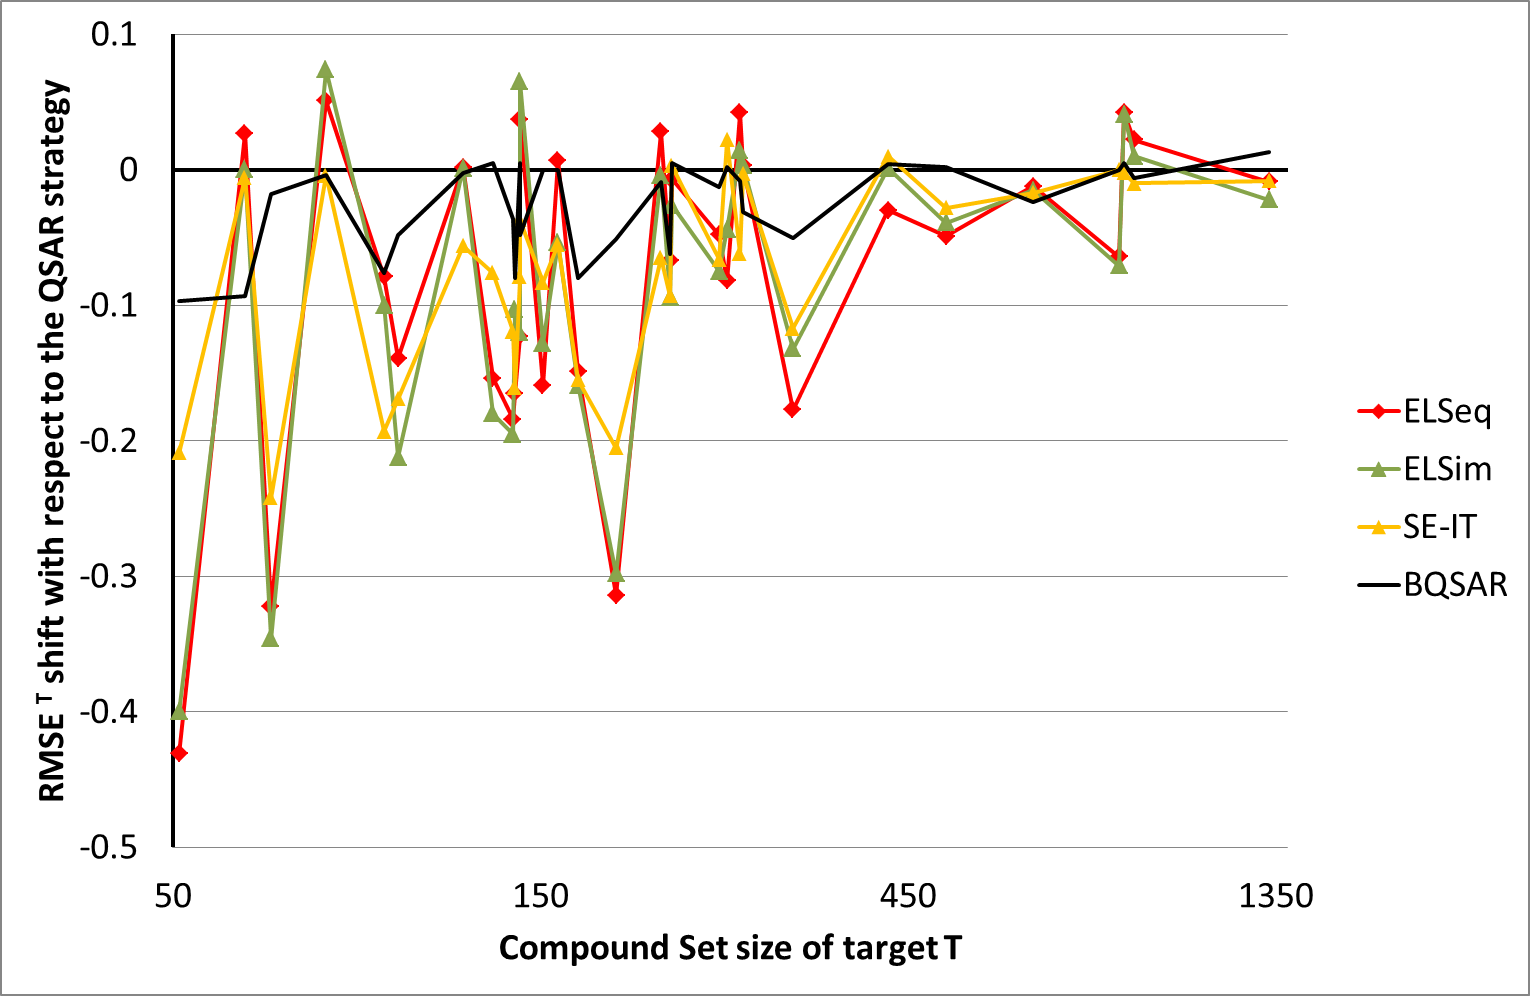 RMSE T shift with respect to the QSAR strategy
0.1
0
-0.1
-0.2
-0.3
-0.4
-0.5
50 150 450 1350
Compound Set size of target T
ELSeq
ELSim
SE-IT
BQSAR